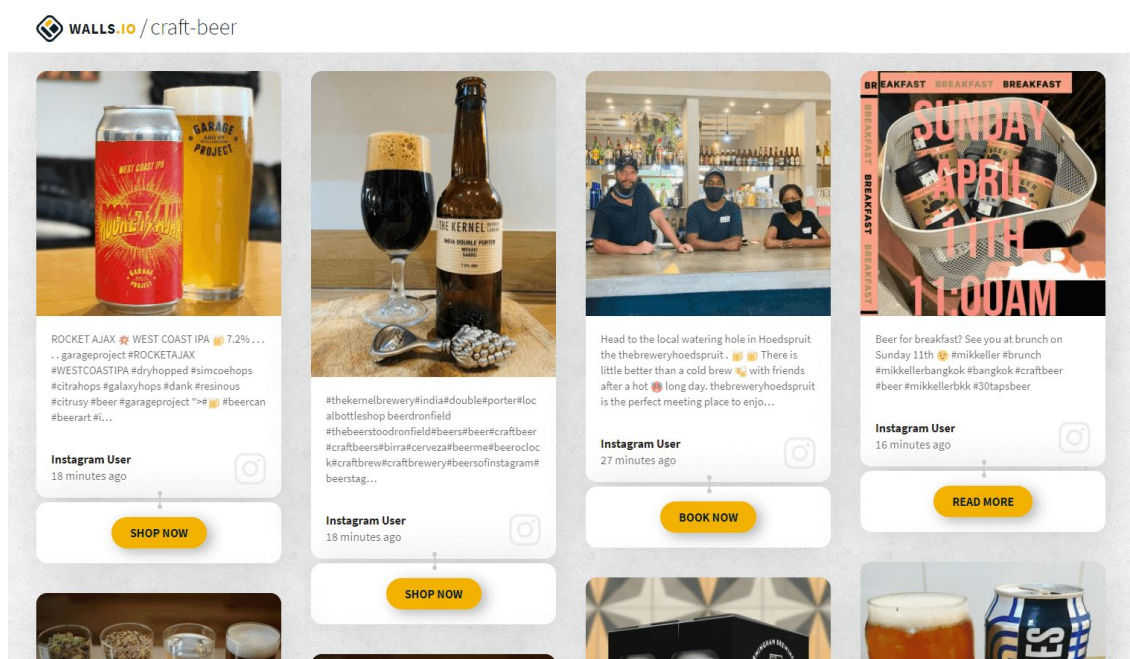 WALLS.IO / craft-beer
WEST COAST IPA
ROCKET AJAX
GARAGE
PROJECT
GARAGE
PROJECT
ROCKET AJAX 💥 WEST COAST IPA 🍺 7.2% . . .
. . garageproject #ROCKETAJAX
#WESTCOASTIPA #dryhopped #simcoehops
#citrahops #galaxyhops #dank #resinous
#citrusy #beer #garageproject ">#🍺 #beercan
#beerart #i…
Instagram User
18 minutes ago
SHOP NOW
THE KERNEL
INDIA DOUBLE PORTER
MOSAIC
SABRO
#thekernelbrewery#india#double#porter#loc
albottleshop beerdronfield
#thebeerstoodronfield#beers#beer#craftbeer
#craftbeers#birra#cerveza#beerme#beerocloc
k#craftbrew#craftbrewery#beersofinstagram#
beerstag…
Instagram User
18 minutes ago
SHOP NOW
Head to the local watering hole in Hoedspruit
the thebreweryhoedspruit . 🍺 🍺 There is
little better than a cold brew 🍻 with friends
after a hot 🥵 long day. thebreweryhoedspruit
is the perfect meeting place to enjo…
Instagram User
27 minutes ago
BOOK NOW
BREAKFAST BREAKFAST BREAKFAST
BREAKFAST
BREAKFAST
BREAKFAST
SUNDAY
APRIL
11TH
11:00AM
Beer for breakfast? See you at brunch on
Sunday 11th 😉 #mikkeller #brunch
#mikkellerbangkok #bangkok #craftbeer
#beer #mikkellerbkk #30tapsbeer
Instagram User
16 minutes ago
READ MORE